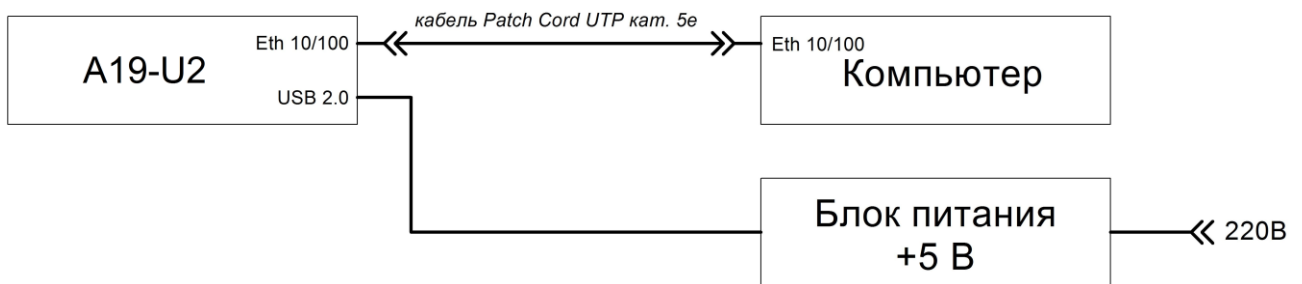 кабель Patch Cord UTP кат. 5е
Eth 10/100
Eth 10/100
A19-U2
Компьютер
USB 2.0
Блок питания
+5 В
220В